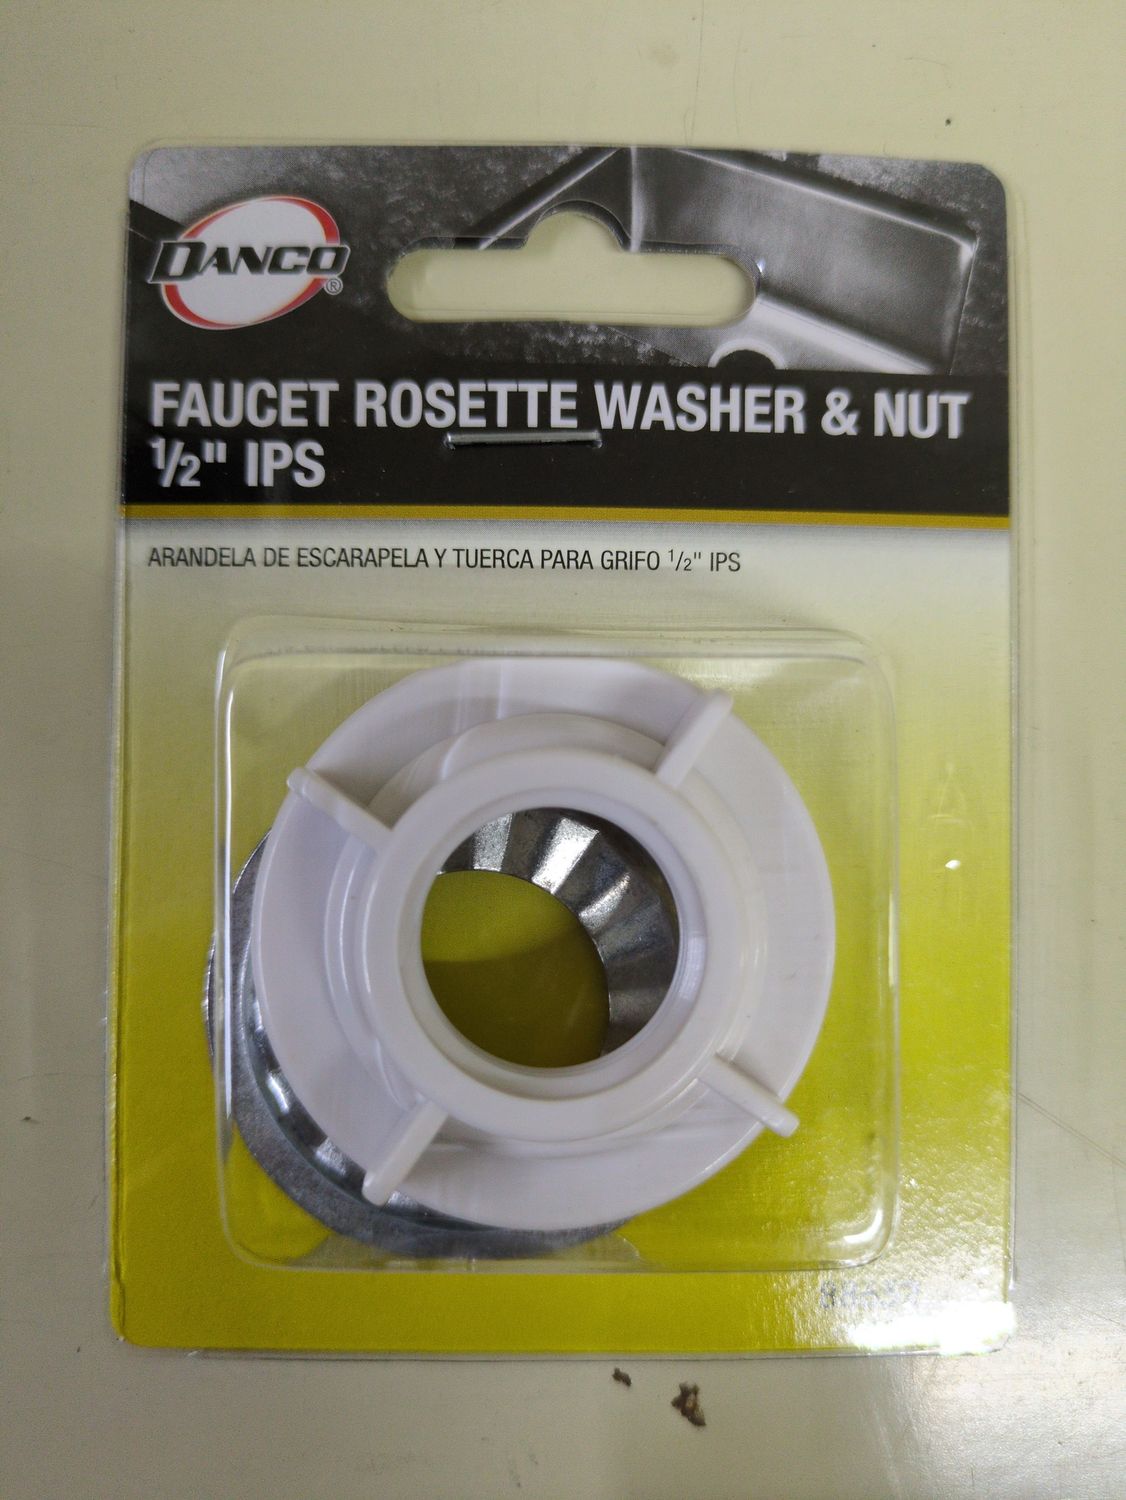 DANCO®
FAUCET ROSETTE WASHER & NUT
1/2" IPS
ARANDELA DE ESCARAPELA Y TUERCA PARA GRIFO 1/2" IPS